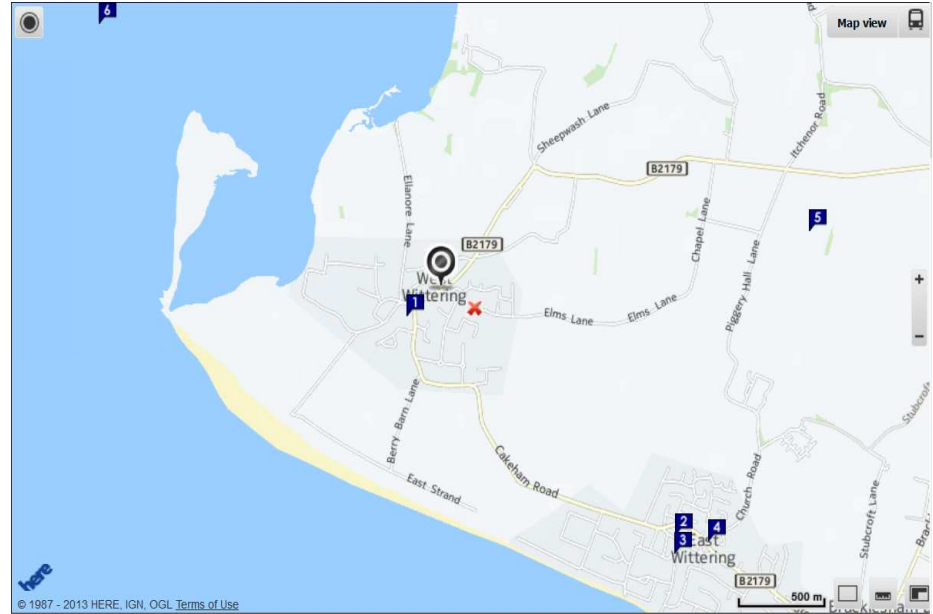 6
Map view
Sheepwash Lane
Itchenor Road
B2179
Ellanore Lane
Chapel Lane
5
B2179
Piggery Hall Lane
West
Wittering
1
Elms Lane
Elms Lane
+
-
Berry Barn Lane
Stubcroft
Cakeham Road
East Strand
Church Road
Stubcroft Lane
2
4
3
East
Wittering
B2179
here
500 m
© 1987 - 2013 HERE, IGN, OGL Terms of Use